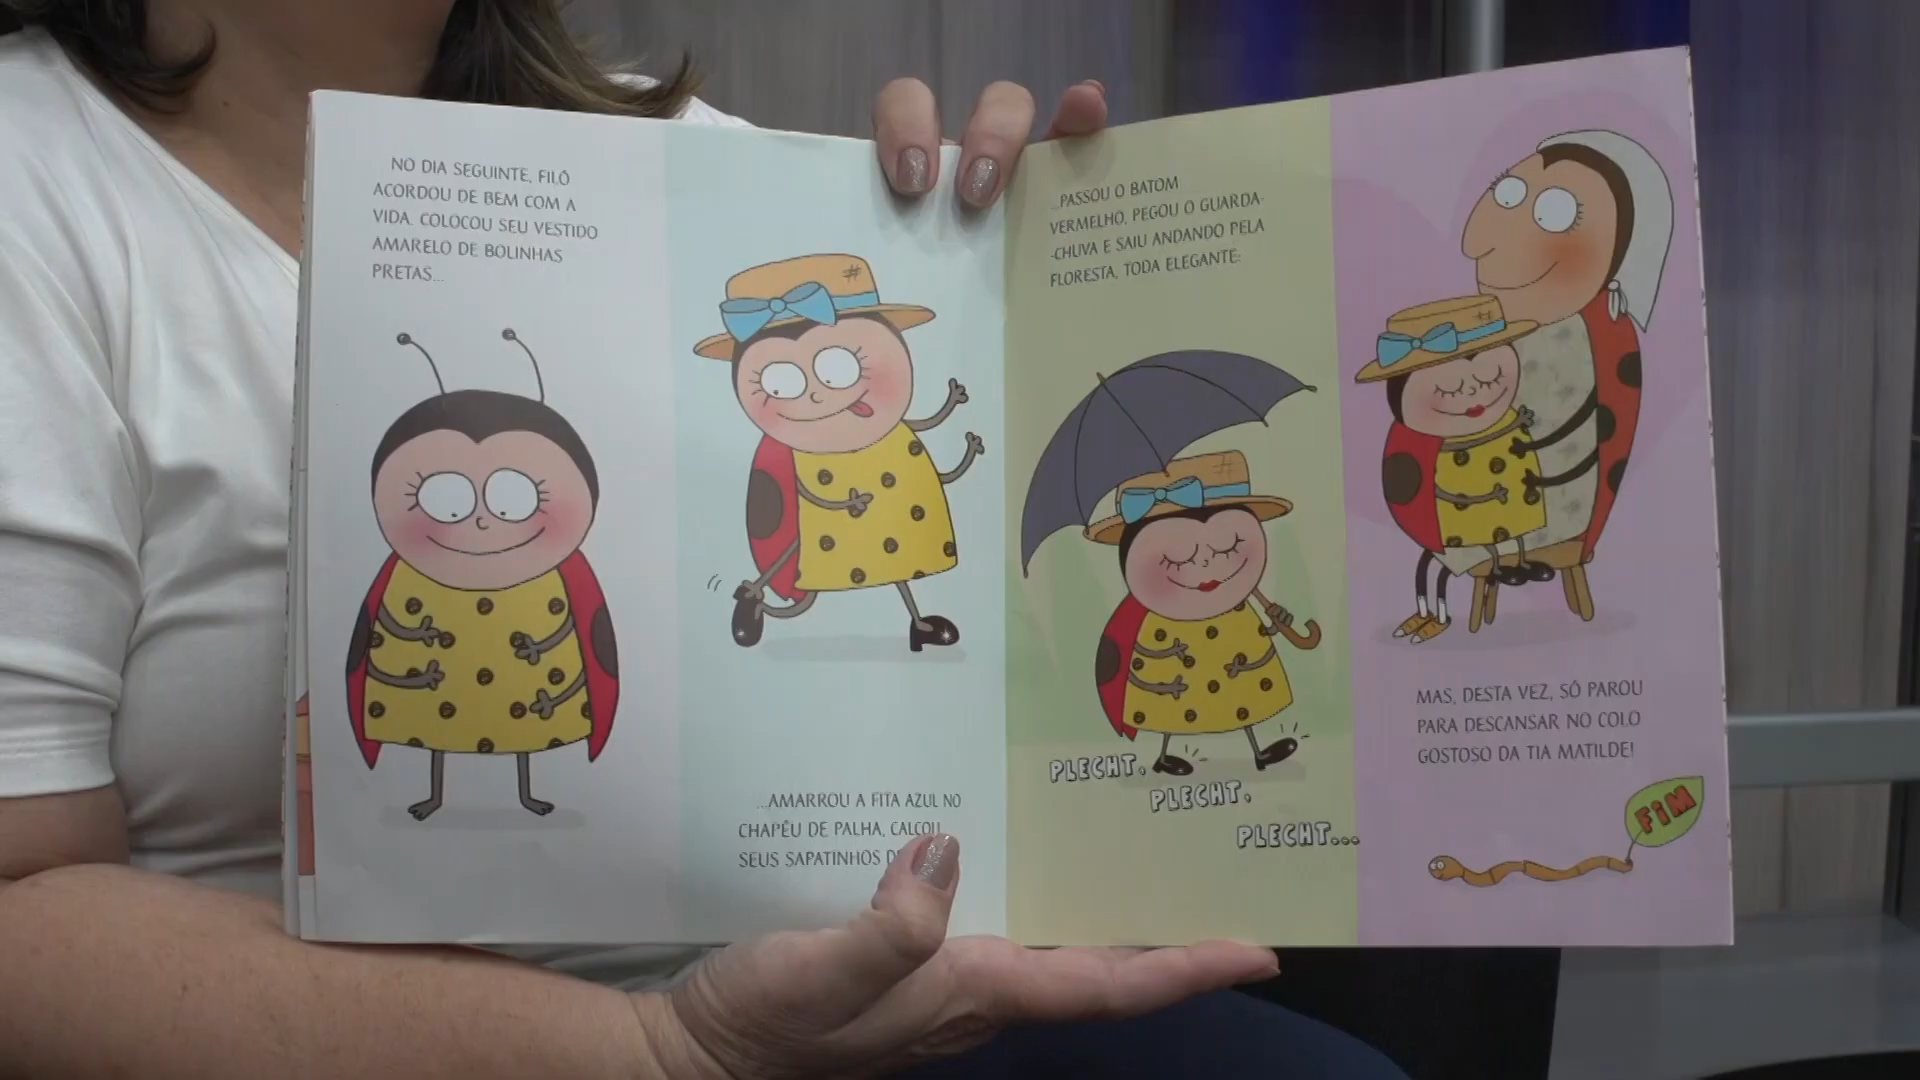 NO DIA SEGUINTE, FILÔ
ACORDOU DE BEM COM A
VIDA. COLOCOU SEU VESTIDO
AMARELO DE BOLINHAS
PRETAS...
...AMARROU A FITA AZUL NO
CHAPÉU DE PALHA, CALÇOU
SEUS SAPATINHOS
...PASSOU O BATOM
VERMELHO, PEGOU O GUARDA-
-CHUVA E SAIU ANDANDO PELA
FLORESTA, TODA ELEGANTE:
PLECHT,
PLECHT,
PLECHT...
MAS, DESTA VEZ, SÓ PAROU
PARA DESCANSAR NO COLO
GOSTOSO DA TIA MATILDE!
FIM